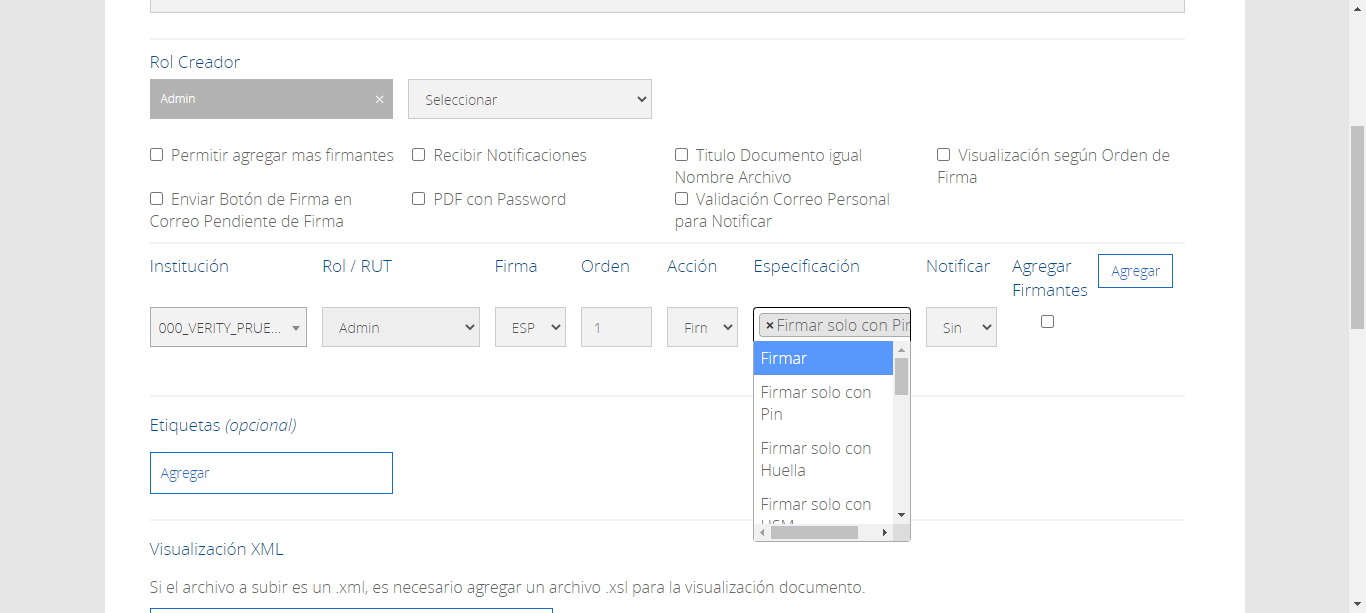 Rol Creador
Admin ×
Seleccionar
Permitir agregar mas firmantes
Recibir Notificaciones
Titulo Documento igual
Nombre Archivo
Visualización según Orden de
Firma
Enviar Botón de Firma en
Correo Pendiente de Firma
PDF con Password
Validación Correo Personal
para Notificar
Institución
Rol / RUT
Firma
Orden
Acción
Especificación
Notificar
Agregar
Firmantes
Agregar
000_VERITY_PRUE...
Admin
ESP
1
Firn
× Firmar solo con Pin
Sin
Firmar
Firmar solo con
Pin
Firmar solo con
Huella
Firmar solo con
HSM
Etiquetas (opcional)
Agregar
Visualización XML
Si el archivo a subir es un .xml, es necesario agregar un archivo .xsl para la visualización documento.